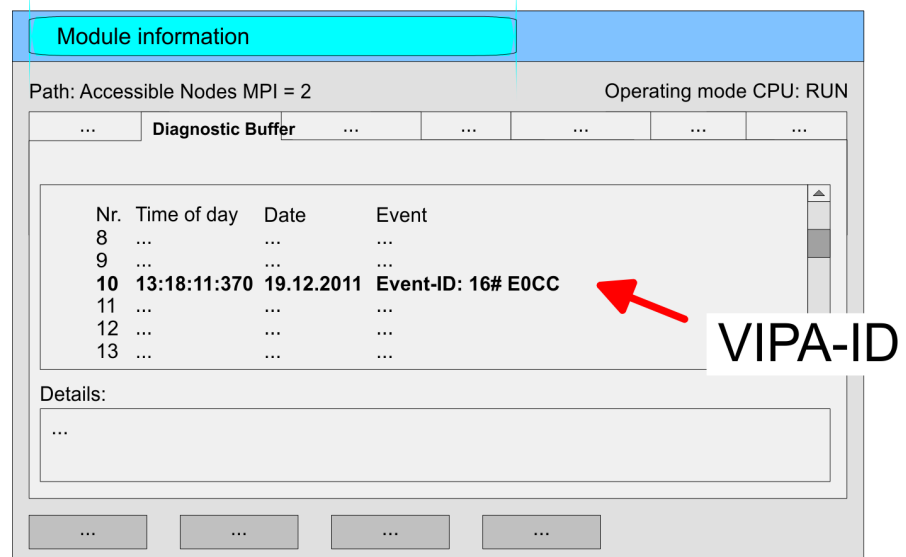 Module information
Path: Accessible Nodes MPI = 2 Operating mode CPU: RUN
... Diagnostic Buffer ... ... ... ... ...
Nr. Time of day Date Event
8 ... ... ...
9 ... ... ...
10 13:18:11:370 19.12.2011 Event-ID: 16# E0CC
11 ... ... ...
12 ... ... ...
13 ... ... ...
VIPA-ID
Details:
...
... ... ... ...